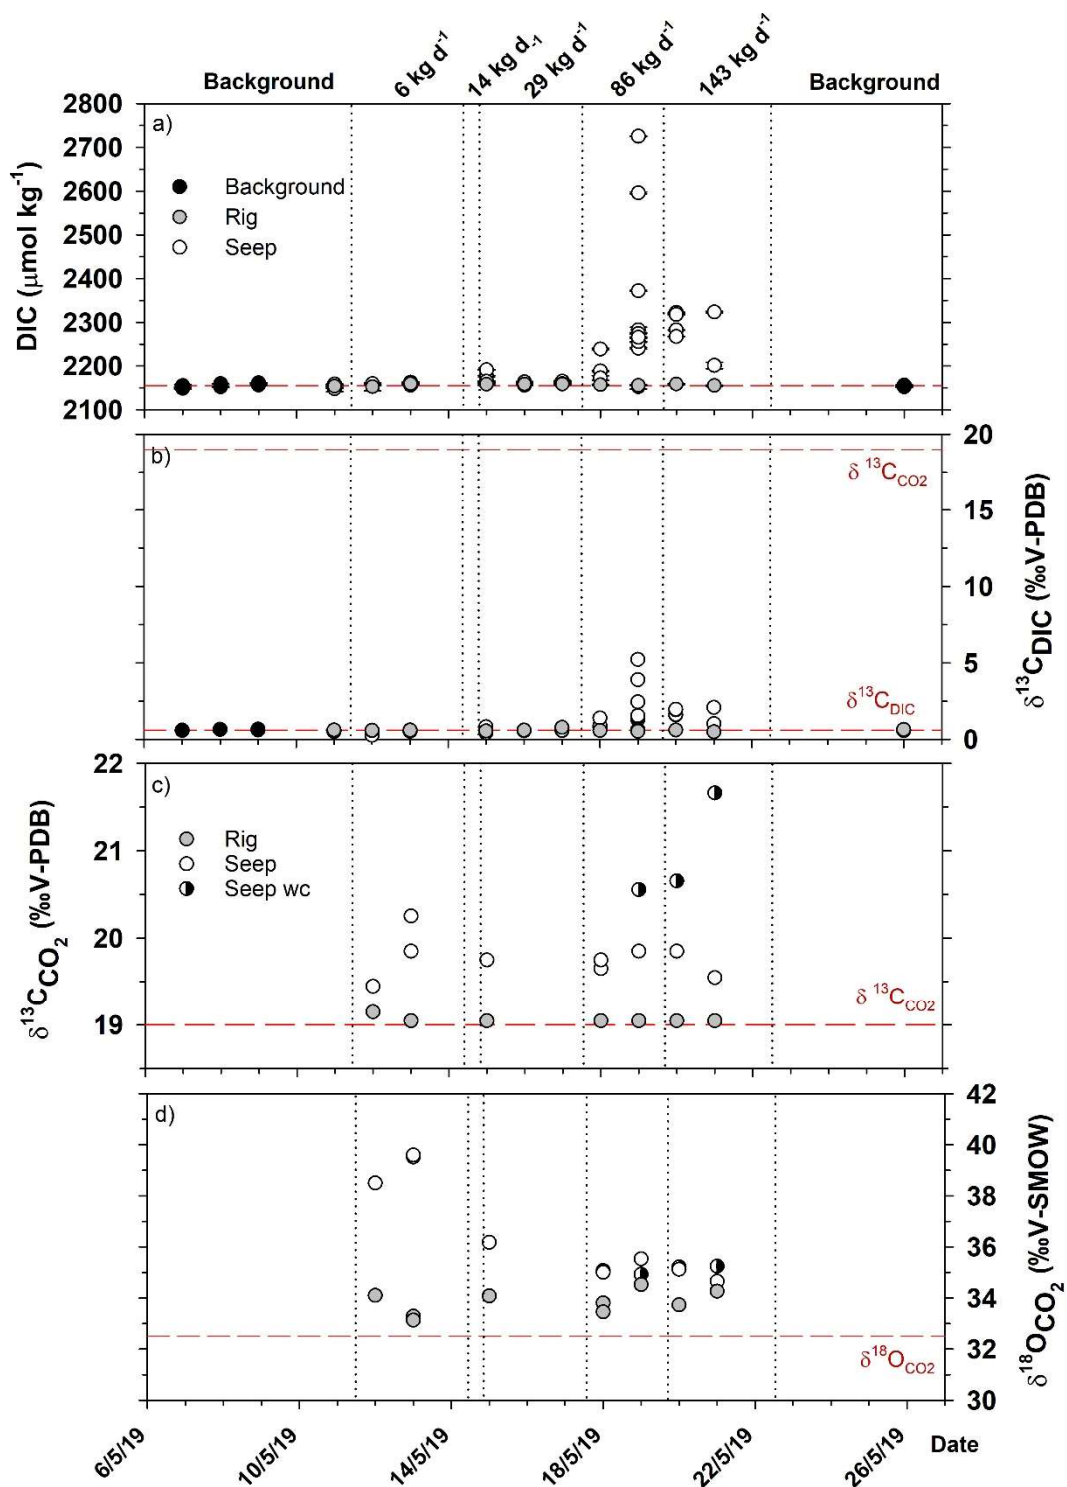 Background
6 kg d-1
14 kg d-1
29 kg d-1
86 kg d-1
143 kg d-1
Background
a)
DIC (μmol kg-1)
2800
2700
2600
2500
2400
2300
2200
2100
Background
Rig
Seep
b)
20
15
10
5
0
δ 13CCO2
δ13CDIC
δ13CDIC (‰V-PDB)
c)
δ13CCO2 (‰V-PDB)
22
21
20
19
Rig
Seep
Seep wc
δ 13CCO2
d)
42
40
38
36
34
32
30
δ18OCO2
δ18OCO2 (‰V-SMOW)
6/5/19
10/5/19
14/5/19
18/5/19
22/5/19
26/5/19
Date